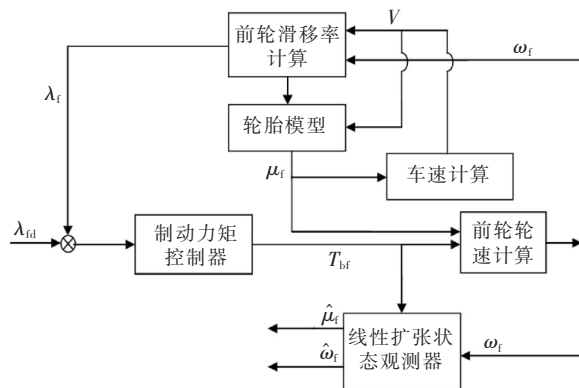 前轮滑移率
计算
V
ω_f
λ_f
轮胎模型
μ_f
车速计算
λ_fd
制动力矩
控制器
T_bf
前轮轮
速计算
μ̂_f
ω̂_f
线性扩张状
态观测器
ω_f